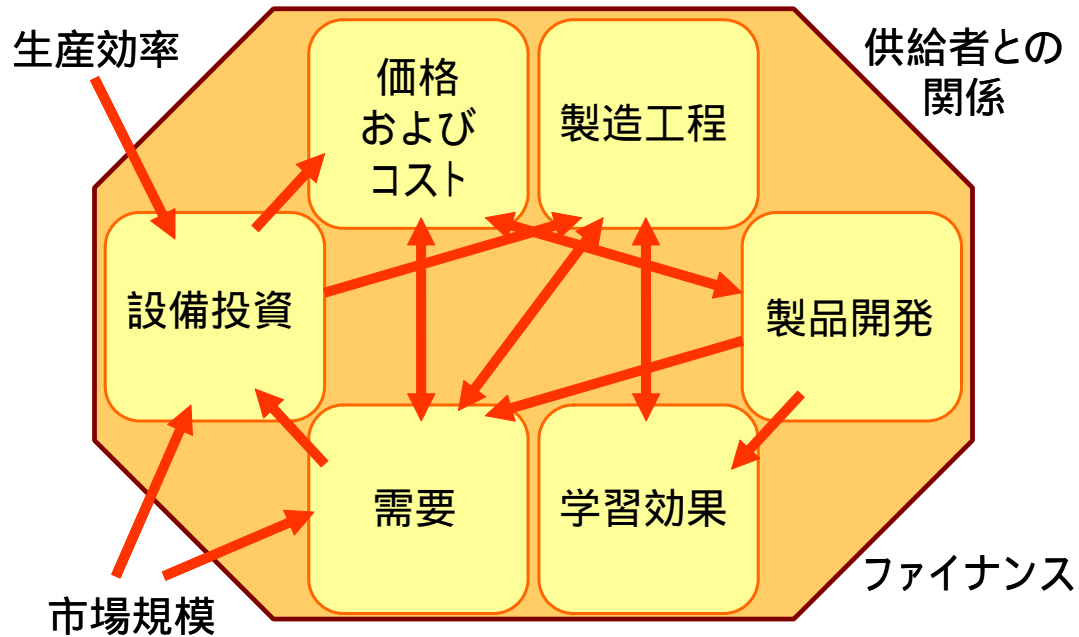 生産効率
価格
および
コスト
製造工程
供給者との
関係
設備投資
製品開発
需要
学習効果
市場規模
ファイナンス